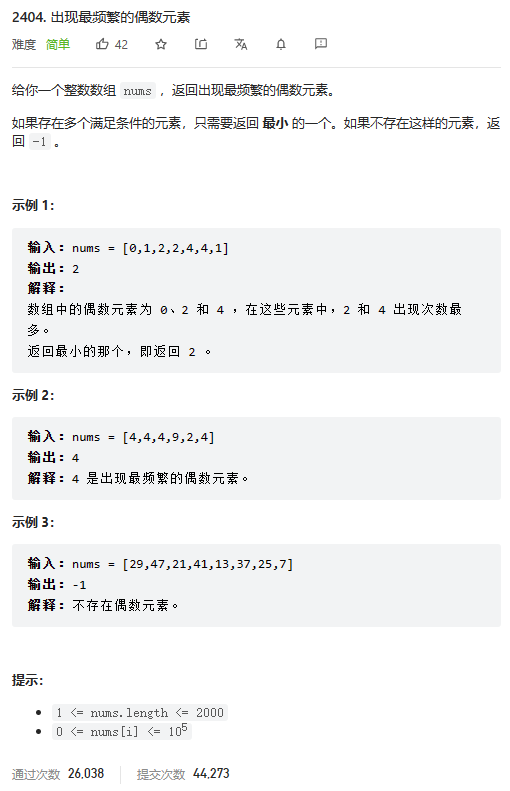 2404. 出现最频繁的偶数元素
难度 简单 42
给你一个整数数组 nums ，返回出现最频繁的偶数元素。
如果存在多个满足条件的元素，只需要返回 最小 的一个。如果不存在这样的元素，返
回 -1 。
示例 1：
输入：nums = [0,1,2,2,4,4,1]
输出：2
解释：
数组中的偶数元素为 0、2 和 4 ，在这些元素中，2 和 4 出现次数最
多。
返回最小的那个，即返回 2 。
示例 2：
输入：nums = [4,4,4,9,2,4]
输出：4
解释：4 是出现最频繁的偶数元素。
示例 3：
输入：nums = [29,47,21,41,13,37,25,7]
输出：-1
解释：不存在偶数元素。
提示：
• 1 <= nums.length <= 2000
• 0 <= nums[i] <= 10⁵
通过次数 26,038 提交次数 44,273